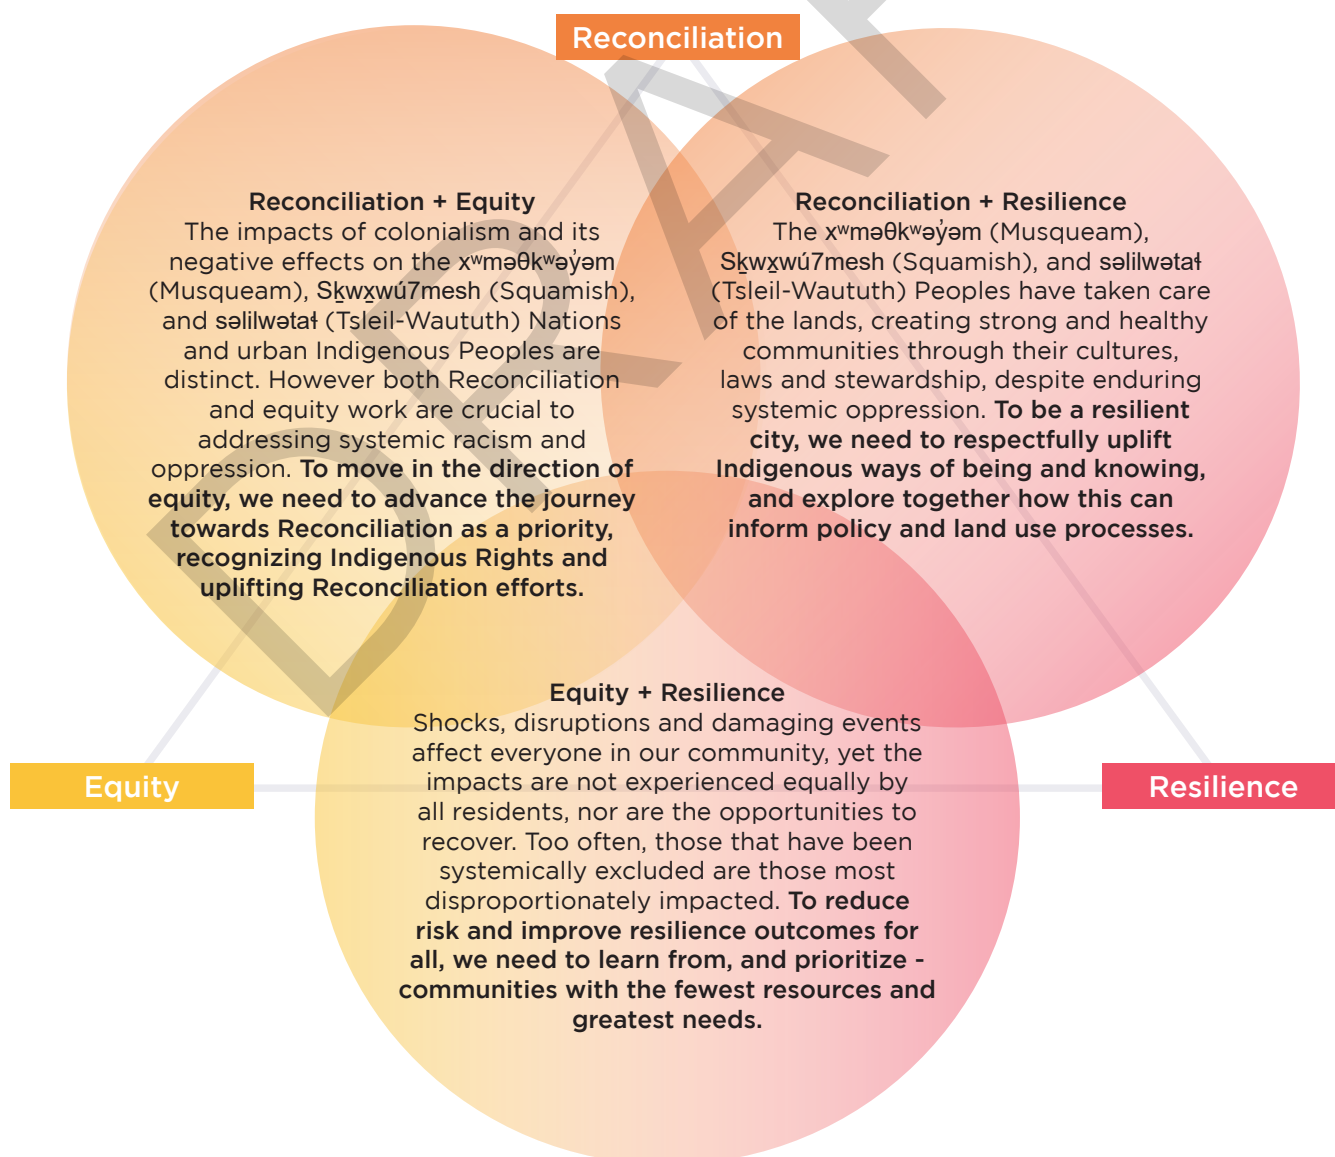 Reconciliation
Reconciliation + Equity
The impacts of colonialism and its
negative effects on the xʷməθkʷəy̓əm
(Musqueam), Sḵwx̱wú7mesh (Squamish),
and səlilwətaɬ (Tsleil-Waututh) Nations
and urban Indigenous Peoples are
distinct. However both Reconciliation
and equity work are crucial to
addressing systemic racism and
oppression. To move in the direction of
equity, we need to advance the journey
towards Reconciliation as a priority,
recognizing Indigenous Rights and
uplifting Reconciliation efforts.
Reconciliation + Resilience
The xʷməθkʷəy̓əm (Musqueam),
Sḵwx̱wú7mesh (Squamish), and səlilwətaɬ
(Tsleil-Waututh) Peoples have taken care
of the lands, creating strong and healthy
communities through their cultures,
laws and stewardship, despite enduring
systemic oppression. To be a resilient
city, we need to respectfully uplift
Indigenous ways of being and knowing,
and explore together how this can
inform policy and land use processes.
Equity + Resilience
Shocks, disruptions and damaging events
affect everyone in our community, yet the
impacts are not experienced equally by
all residents, nor are the opportunities to
recover. Too often, those that have been
systemically excluded are those most
disproportionately impacted. To reduce
risk and improve resilience outcomes for
all, we need to learn from, and prioritize -
communities with the fewest resources and
greatest needs.
Equity
Resilience